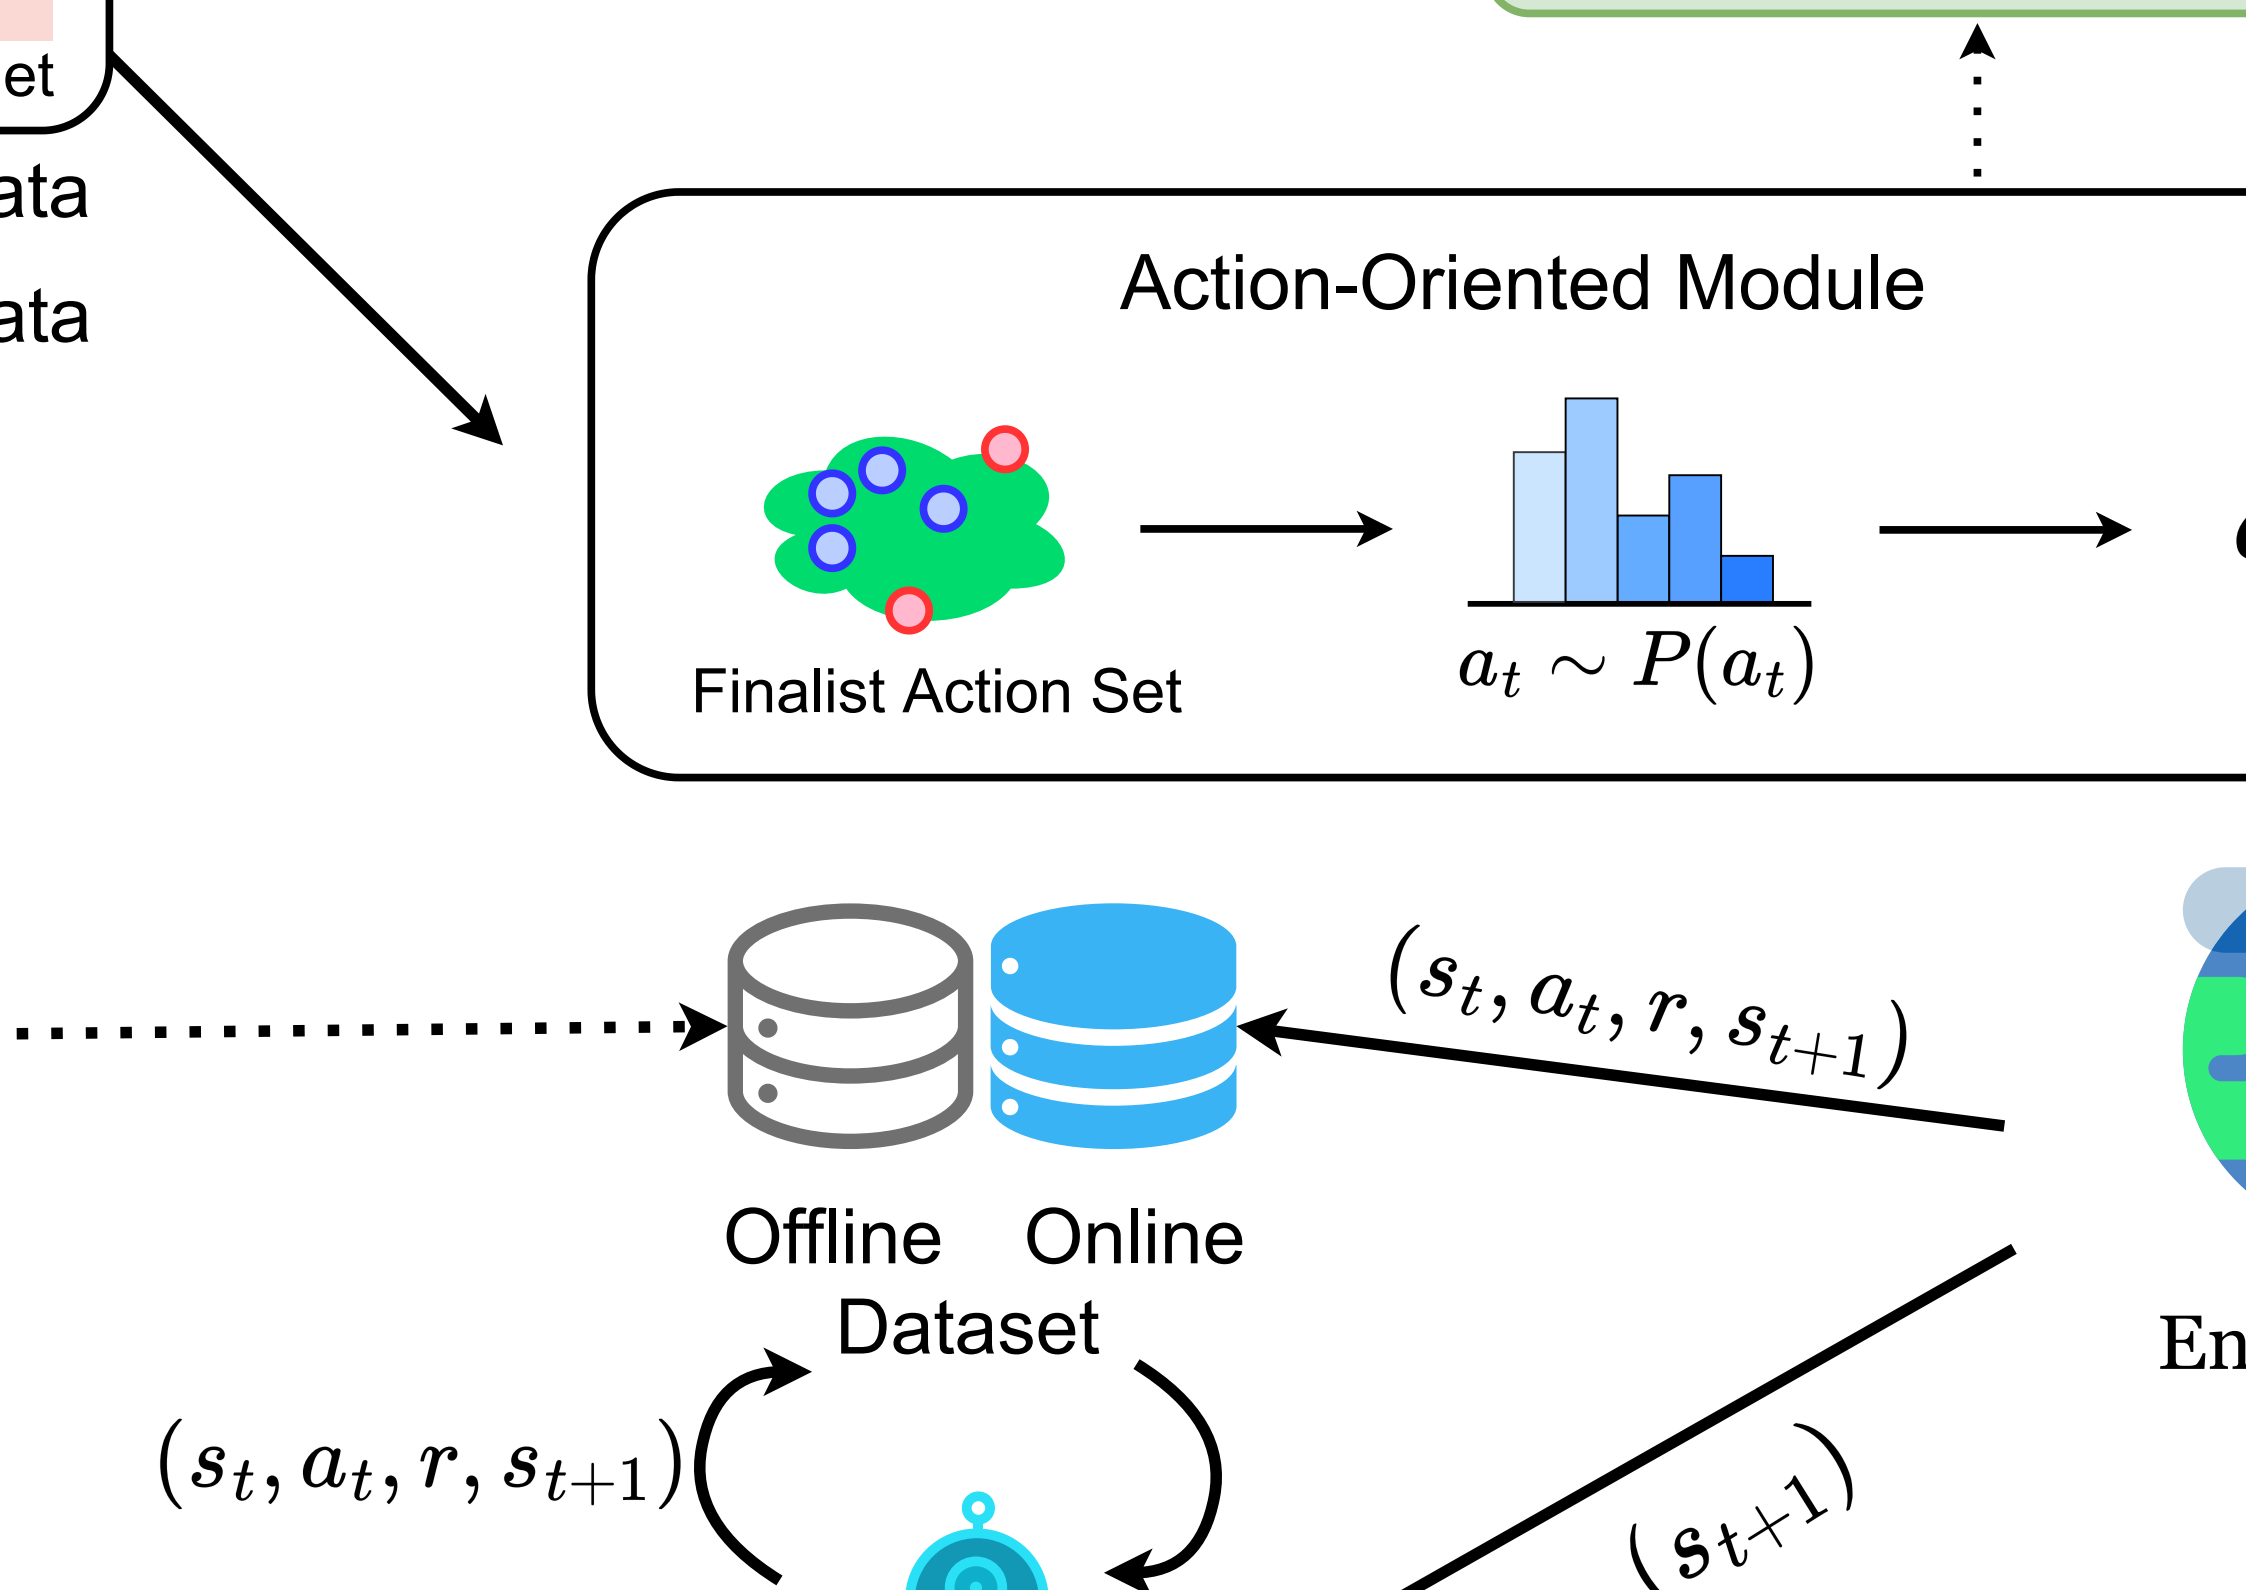 et
ata
ata
Action-Oriented Module
Finalist Action Set
a_t ∼ P(a_t)
(s_t, a_t, r, s_{t+1})
Offline Online
Dataset
En
(s_t, a_t, r, s_{t+1})
(s_{t+1})